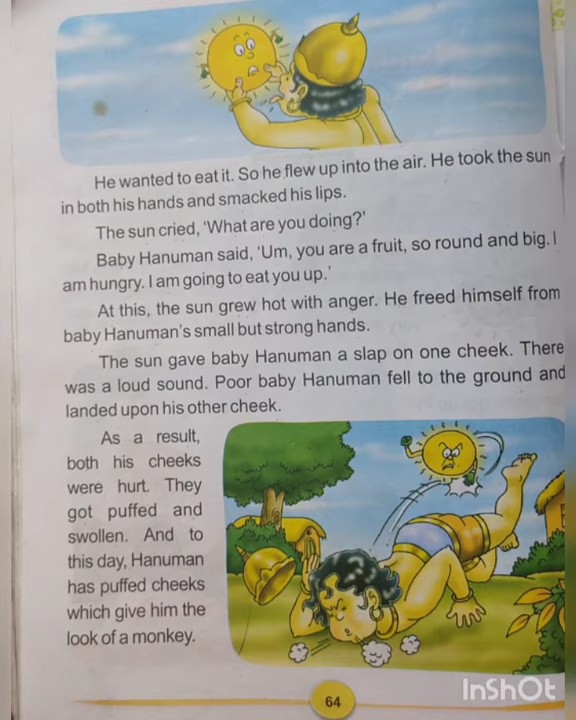 He wanted to eat it. So he flew up into the air. He took the sun
in both his hands and smacked his lips.
The sun cried, 'What are you doing?'
Baby Hanuman said, 'Um, you are a fruit, so round and big. I
am hungry. I am going to eat you up.'
At this, the sun grew hot with anger. He freed himself from
baby Hanuman's small but strong hands.
The sun gave baby Hanuman a slap on one cheek. There
was a loud sound. Poor baby Hanuman fell to the ground and
landed upon his other cheek.
As a result,
both his cheeks
were hurt. They
got puffed and
swollen. And to
this day, Hanuman
has puffed cheeks
which give him the
look of a monkey.
64
InShOt